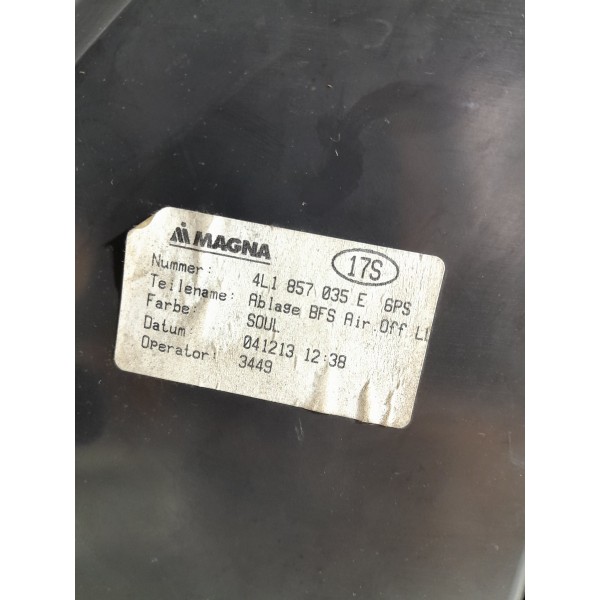 MAGNA
17S
Nummer: 4L1 857 035 E 6PS
Teilename: Ablage BFS Air Off LL
Farbe: SOUL
Datum: 041213 12:38
Operator: 3449